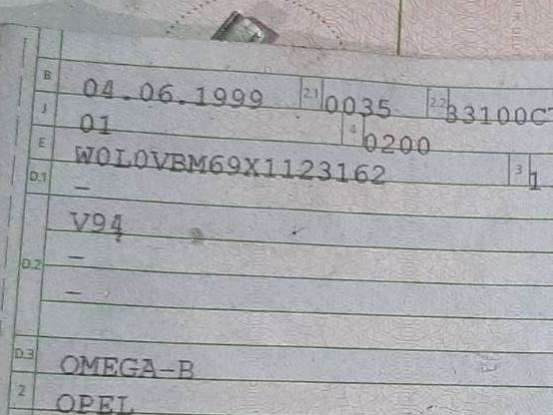 B 04.06.1999 2.1 0035 2.2 33100C
J 01 4 0200
E W0L0VBM69X1123162 3 1
D.1 –
V94
D.2 –
–
D.3 OMEGA-B
2 OPEL